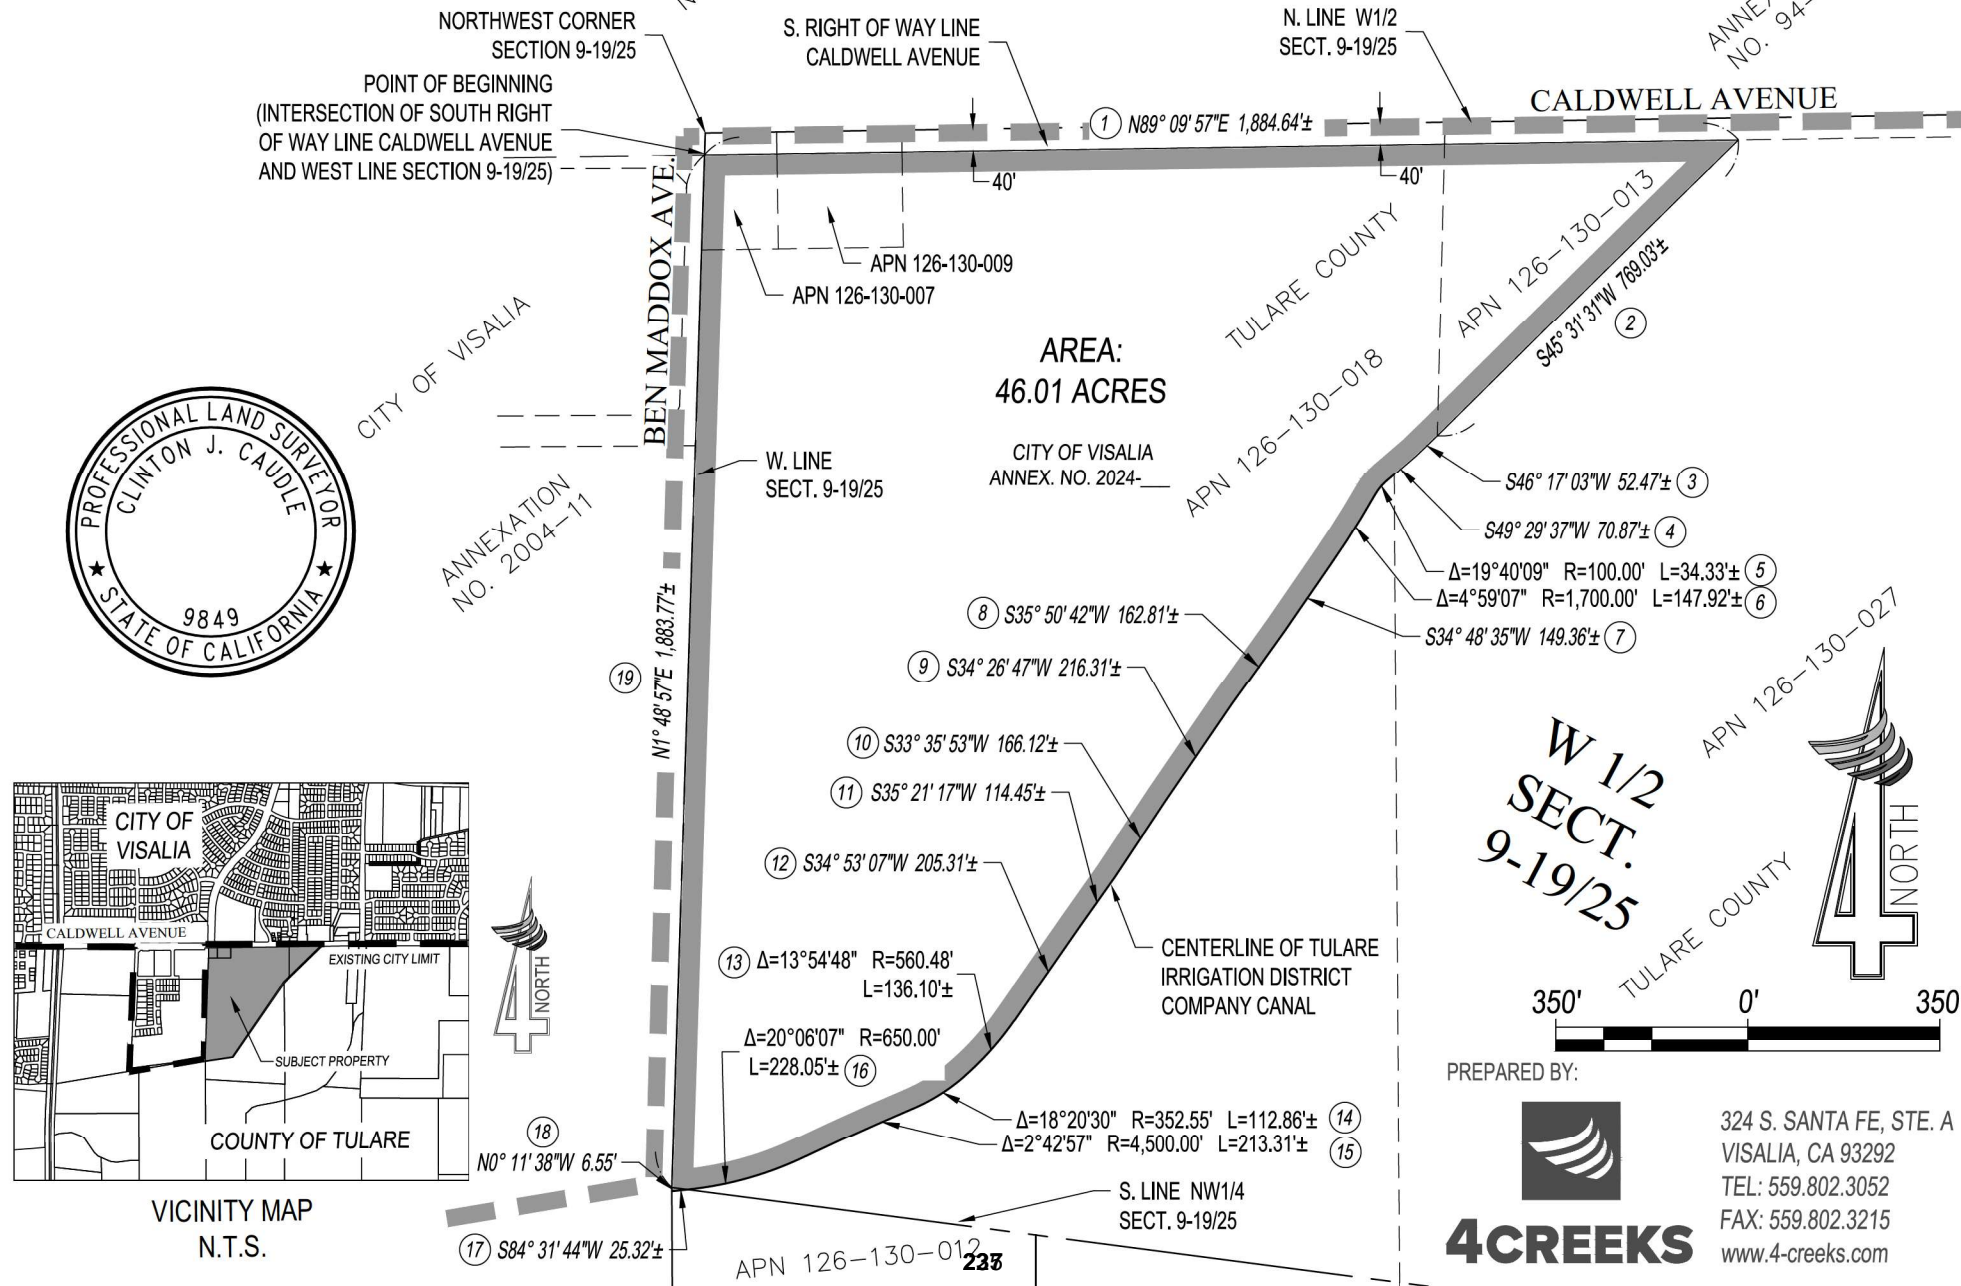 NORTHWEST CORNER
SECTION 9-19/25
POINT OF BEGINNING
(INTERSECTION OF SOUTH RIGHT
OF WAY LINE CALDWELL AVENUE
AND WEST LINE SECTION 9-19/25)
S. RIGHT OF WAY LINE
CALDWELL AVENUE
N. LINE W1/2
SECT. 9-19/25
CALDWELL AVENUE
1 N89° 09' 57"E 1,884.64'±
40'
40'
BEN MADDOX AVE.
APN 126-130-009
APN 126-130-007
TULARE COUNTY
APN 126-130-013
S45° 31' 31"W 769.03'±
2
AREA:
46.01 ACRES
CITY OF VISALIA
ANNEX. NO. 2024-___
APN 126-130-018
CITY OF VISALIA
ANNEXATION
NO. 2004-11
W. LINE
SECT. 9-19/25
PROFESSIONAL LAND SURVEYOR
CLINTON J. CAUDLE
9849
STATE OF CALIFORNIA
S46° 17' 03"W 52.47'± 3
S49° 29' 37"W 70.87'± 4
Δ=19°40'09" R=100.00' L=34.33'± 5
Δ=4°59'07" R=1,700.00' L=147.92'± 6
S34° 48' 35"W 149.36'± 7
8 S35° 50' 42"W 162.81'±
9 S34° 26' 47"W 216.31'±
10 S33° 35' 53"W 166.12'±
11 S35° 21' 17"W 114.45'±
12 S34° 53' 07"W 205.31'±
13 Δ=13°54'48" R=560.48'
L=136.10'±
Δ=20°06'07" R=650.00'
L=228.05'± 16
Δ=18°20'30" R=352.55' L=112.86'± 14
Δ=2°42'57" R=4,500.00' L=213.31'± 15
19
N1° 48' 57"E 1,883.77'±
18
N0° 11' 38"W 6.55'
17 S84° 31' 44"W 25.32'±
CENTERLINE OF TULARE
IRRIGATION DISTRICT
COMPANY CANAL
S. LINE NW1/4
SECT. 9-19/25
APN 126-130-012
APN 126-130-027
W 1/2
SECT.
9-19/25
TULARE COUNTY
4
NORTH
350' 0' 350
CITY OF
VISALIA
CALDWELL AVENUE
EXISTING CITY LIMIT
SUBJECT PROPERTY
COUNTY OF TULARE
VICINITY MAP
N.T.S.
4
NORTH
PREPARED BY:
4CREEKS
324 S. SANTA FE, STE. A
VISALIA, CA 93292
TEL: 559.802.3052
FAX: 559.802.3215
www.4-creeks.com